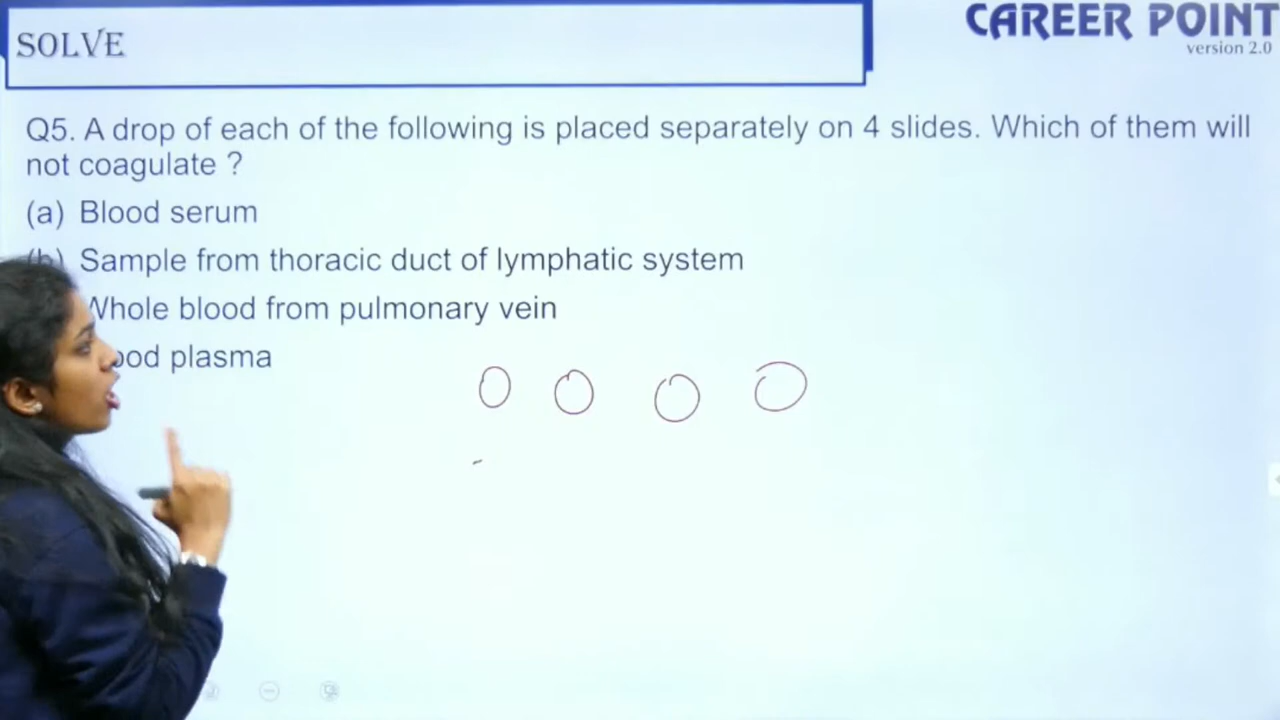 SOLVE
CAREER POINT
version 2.0
Q5. A drop of each of the following is placed separately on 4 slides. Which of them will
not coagulate ?
(a) Blood serum
(b) Sample from thoracic duct of lymphatic system
Whole blood from pulmonary vein
plasma